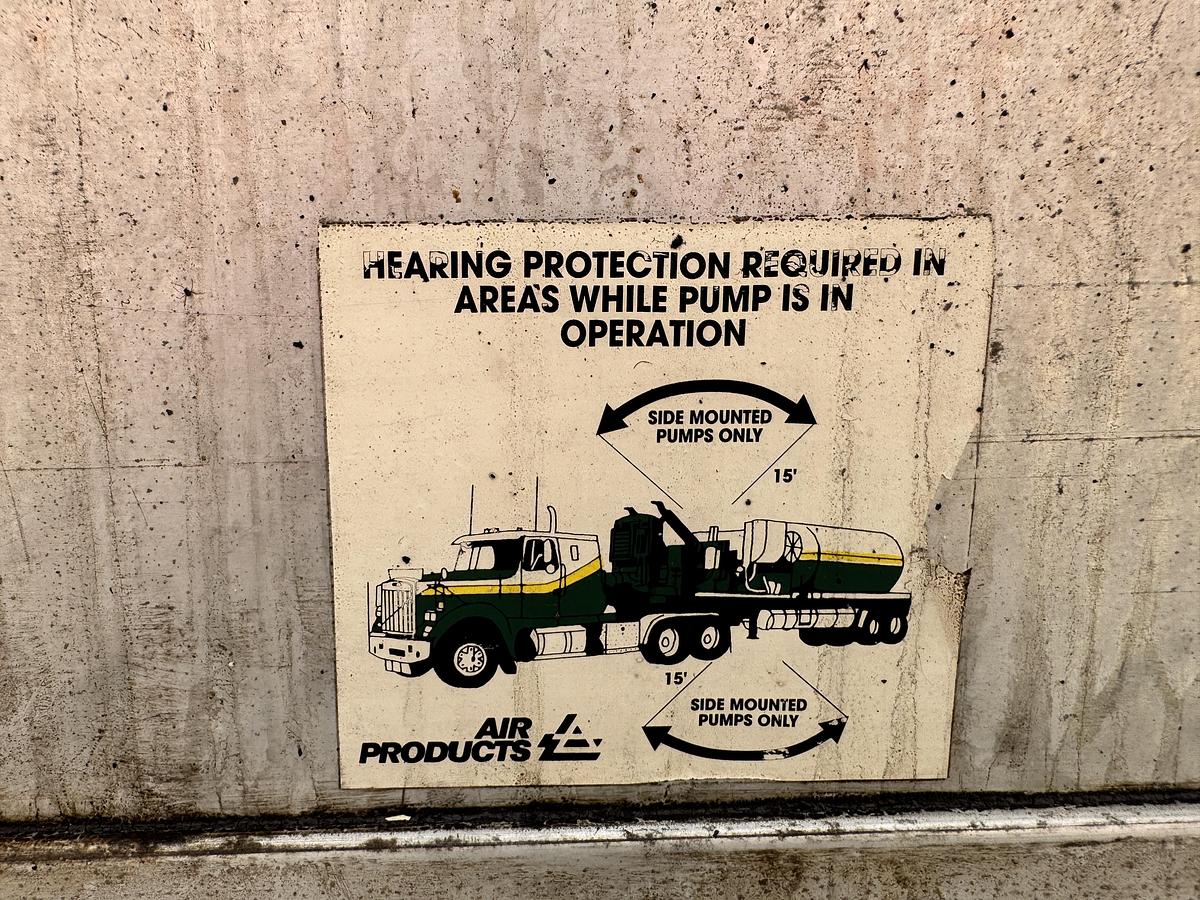 HEARING PROTECTION REQUIRED IN
AREAS WHILE PUMP IS IN
OPERATION
SIDE MOUNTED
PUMPS ONLY
15'
15'
SIDE MOUNTED
PUMPS ONLY
AIR
PRODUCTS